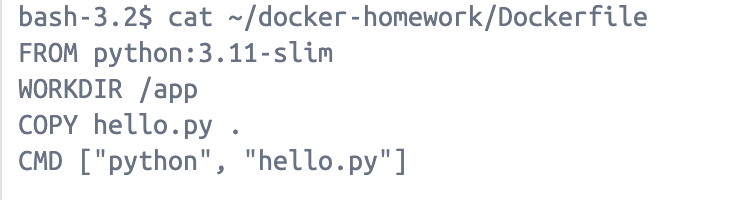 bash-3.2$ cat ~/docker-homework/Dockerfile
FROM python:3.11-slim
WORKDIR /app
COPY hello.py .
CMD ["python", "hello.py"]